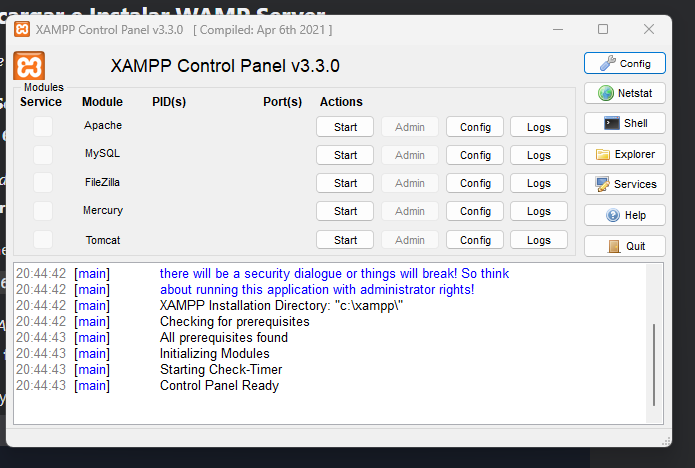 cargar e Instalar WAMP Server
XAMPP Control Panel v3.3.0 [ Compiled: Apr 6th 2021 ]
XAMPP Control Panel v3.3.0
Config
Modules
Service Module PID(s) Port(s) Actions
Netstat
Apache Start Admin Config Logs
Shell
MySQL Start Admin Config Logs
Explorer
FileZilla Start Admin Config Logs
Services
Mercury Start Admin Config Logs
Help
Tomcat Start Admin Config Logs
Quit
20:44:42 [main] there will be a security dialogue or things will break! So think
20:44:42 [main] about running this application with administrator rights!
20:44:42 [main] XAMPP Installation Directory: "c:\xampp\"
20:44:42 [main] Checking for prerequisites
20:44:43 [main] All prerequisites found
20:44:43 [main] Initializing Modules
20:44:43 [main] Starting Check-Timer
20:44:43 [main] Control Panel Ready